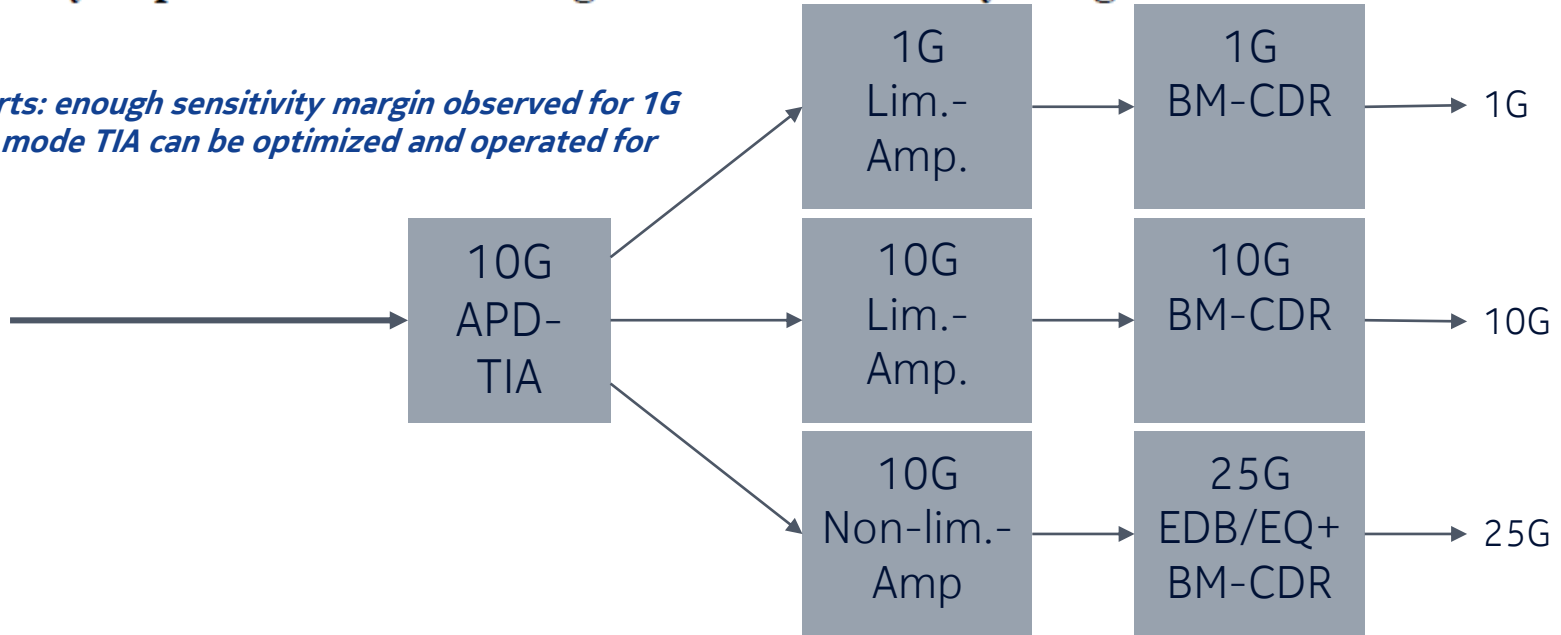 rts: enough sensitivity margin observed for 1G
mode TIA can be optimized and operated for
10G
APD-
TIA
1G
Lim.-
Amp.
1G
BM-CDR
1G
10G
Lim.-
Amp.
10G
BM-CDR
10G
10G
Non-lim.-
Amp
25G
EDB/EQ+
BM-CDR
25G